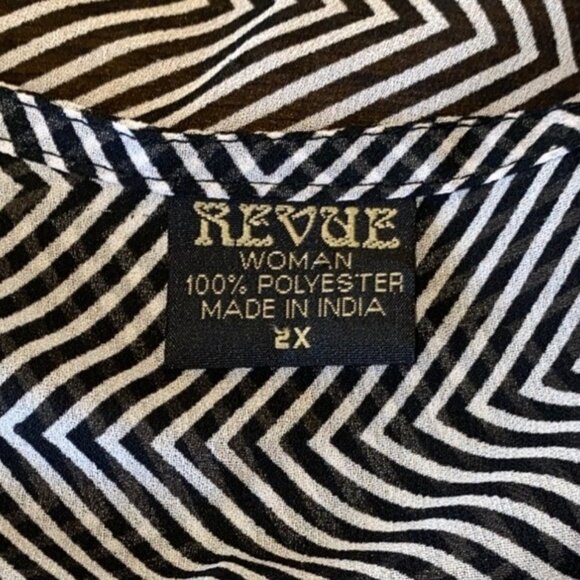 REVUE
WOMAN
100% POLYESTER
MADE IN INDIA
2X